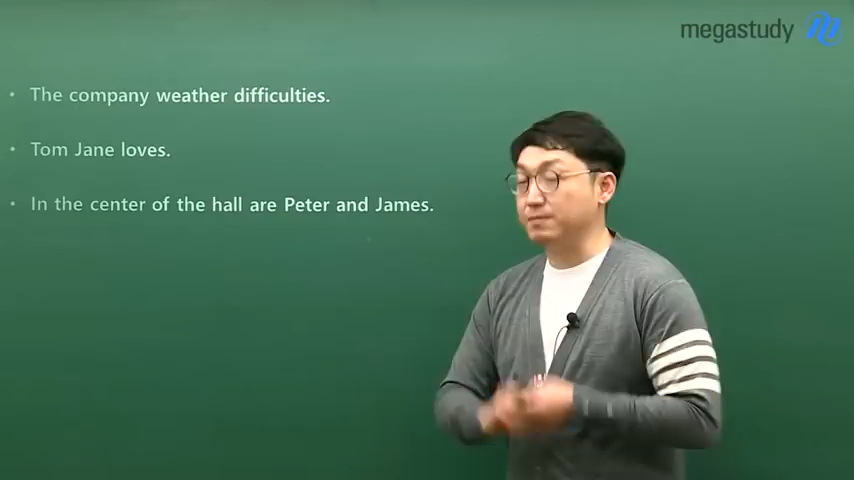 megastudy
• The company weather difficulties.
• Tom Jane loves.
• In the center of the hall are Peter and James.